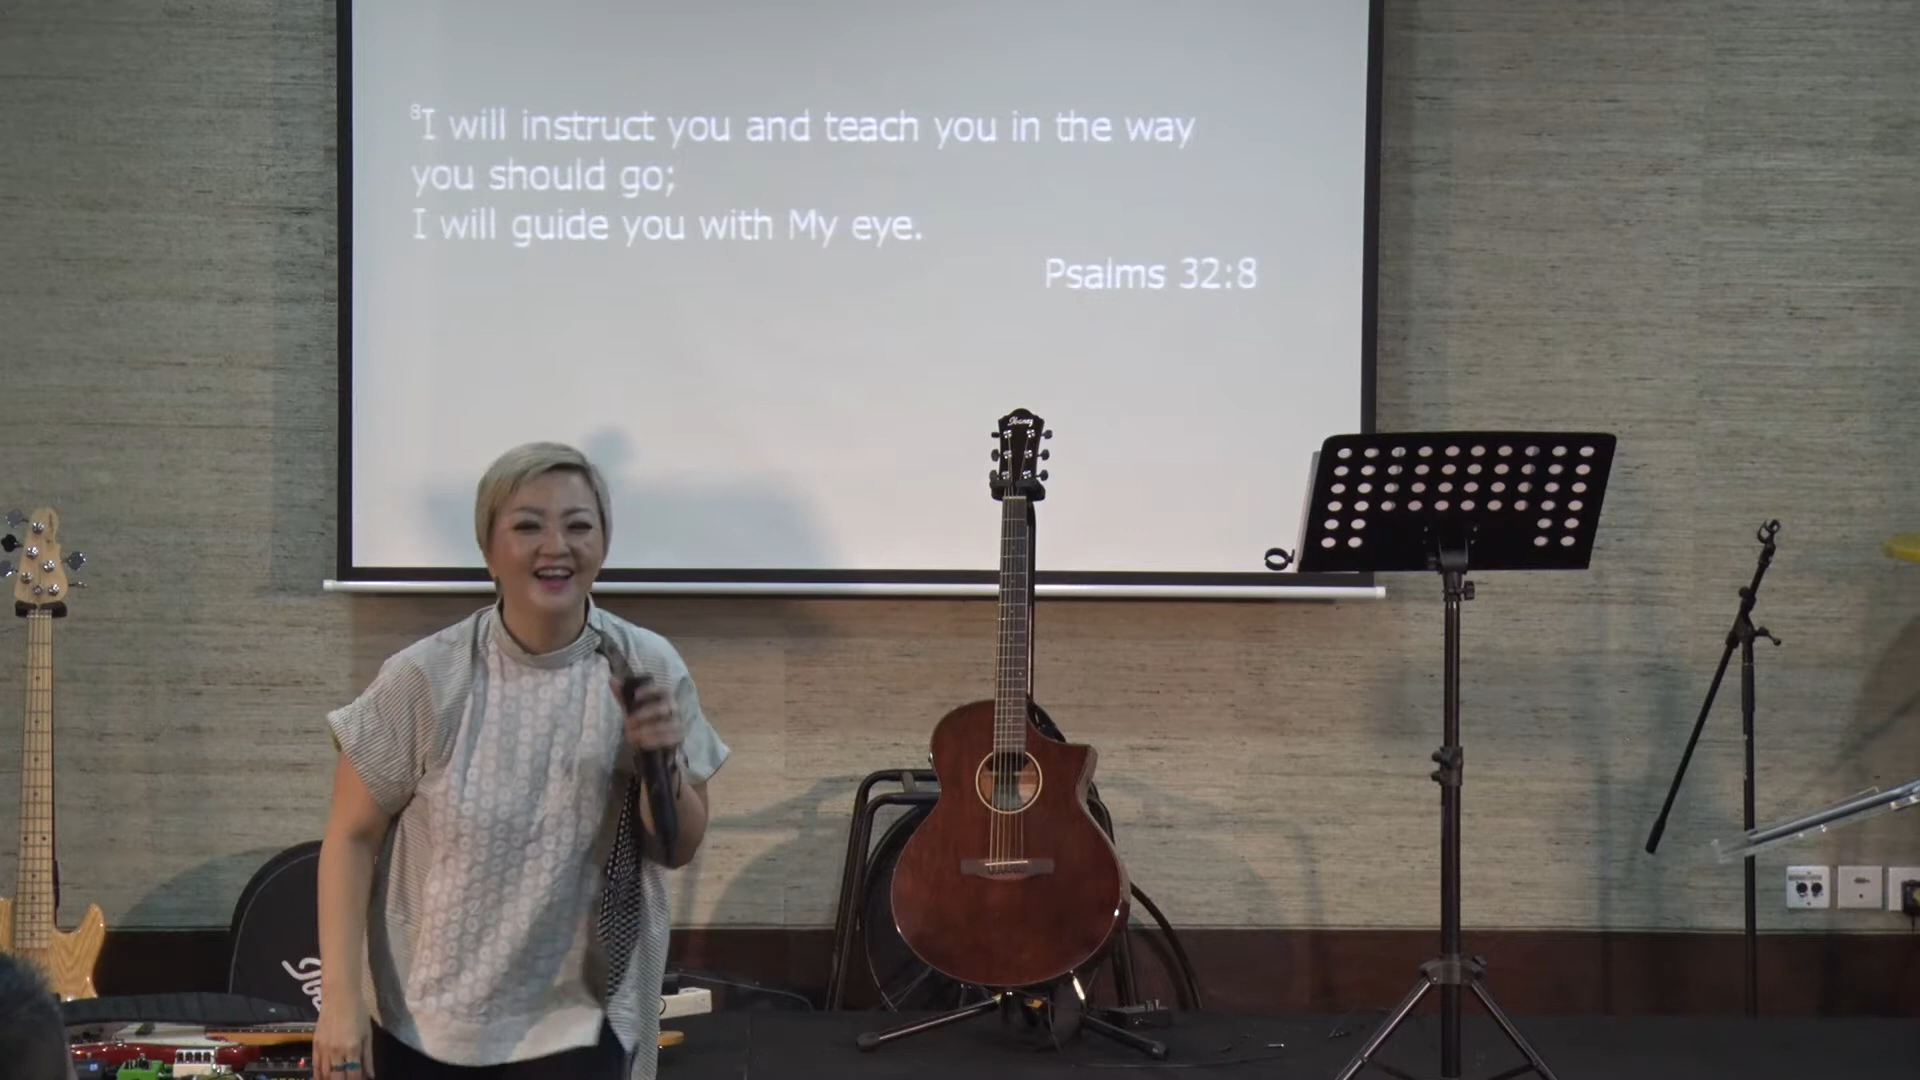 ⁸I will instruct you and teach you in the way
you should go;
I will guide you with My eye.
Psalms 32:8
Ibanez